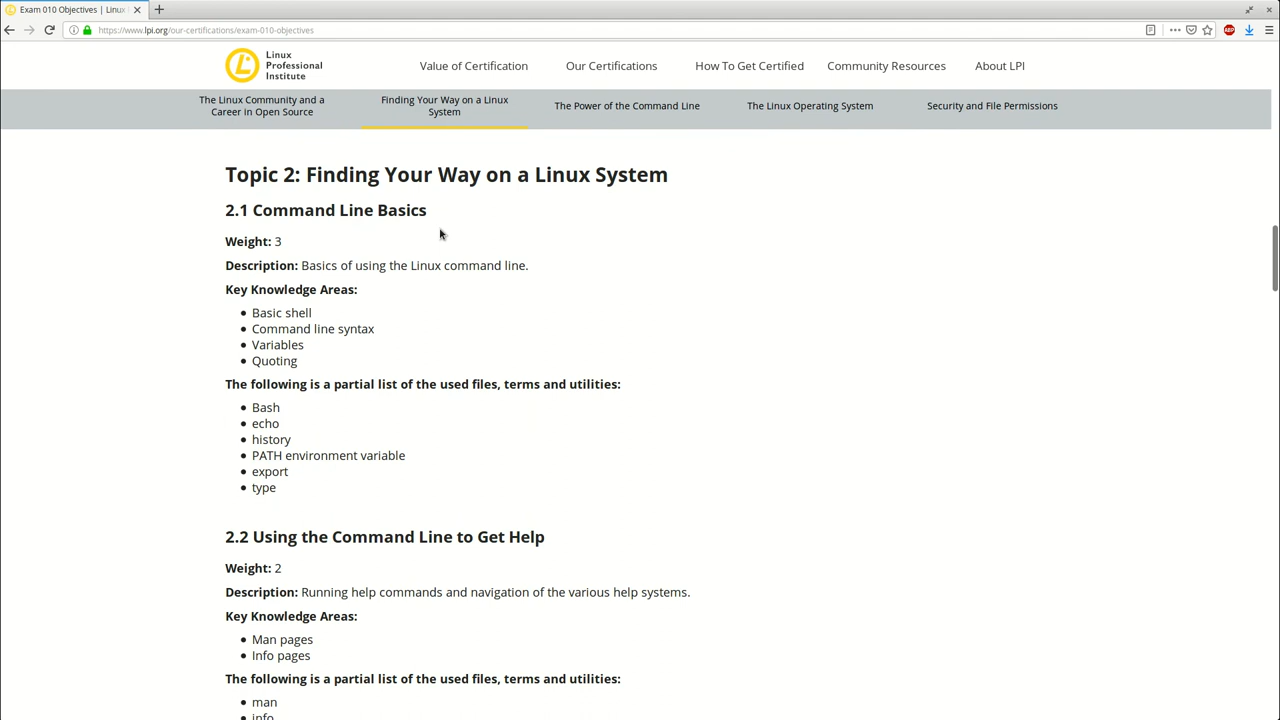 Exam 010 Objectives | Linux
https://www.lpi.org/our-certifications/exam-010-objectives
ABP
Linux
Professional
Institute
Value of Certification
Our Certifications
How To Get Certified
Community Resources
About LPI
The Linux Community and a
Career in Open Source
Finding Your Way on a Linux
System
The Power of the Command Line
The Linux Operating System
Security and File Permissions
Topic 2: Finding Your Way on a Linux System
2.1 Command Line Basics
Weight: 3
Description: Basics of using the Linux command line.
Key Knowledge Areas:
Basic shell
Command line syntax
Variables
Quoting
The following is a partial list of the used files, terms and utilities:
Bash
echo
history
PATH environment variable
export
type
2.2 Using the Command Line to Get Help
Weight: 2
Description: Running help commands and navigation of the various help systems.
Key Knowledge Areas:
Man pages
Info pages
The following is a partial list of the used files, terms and utilities:
man
info